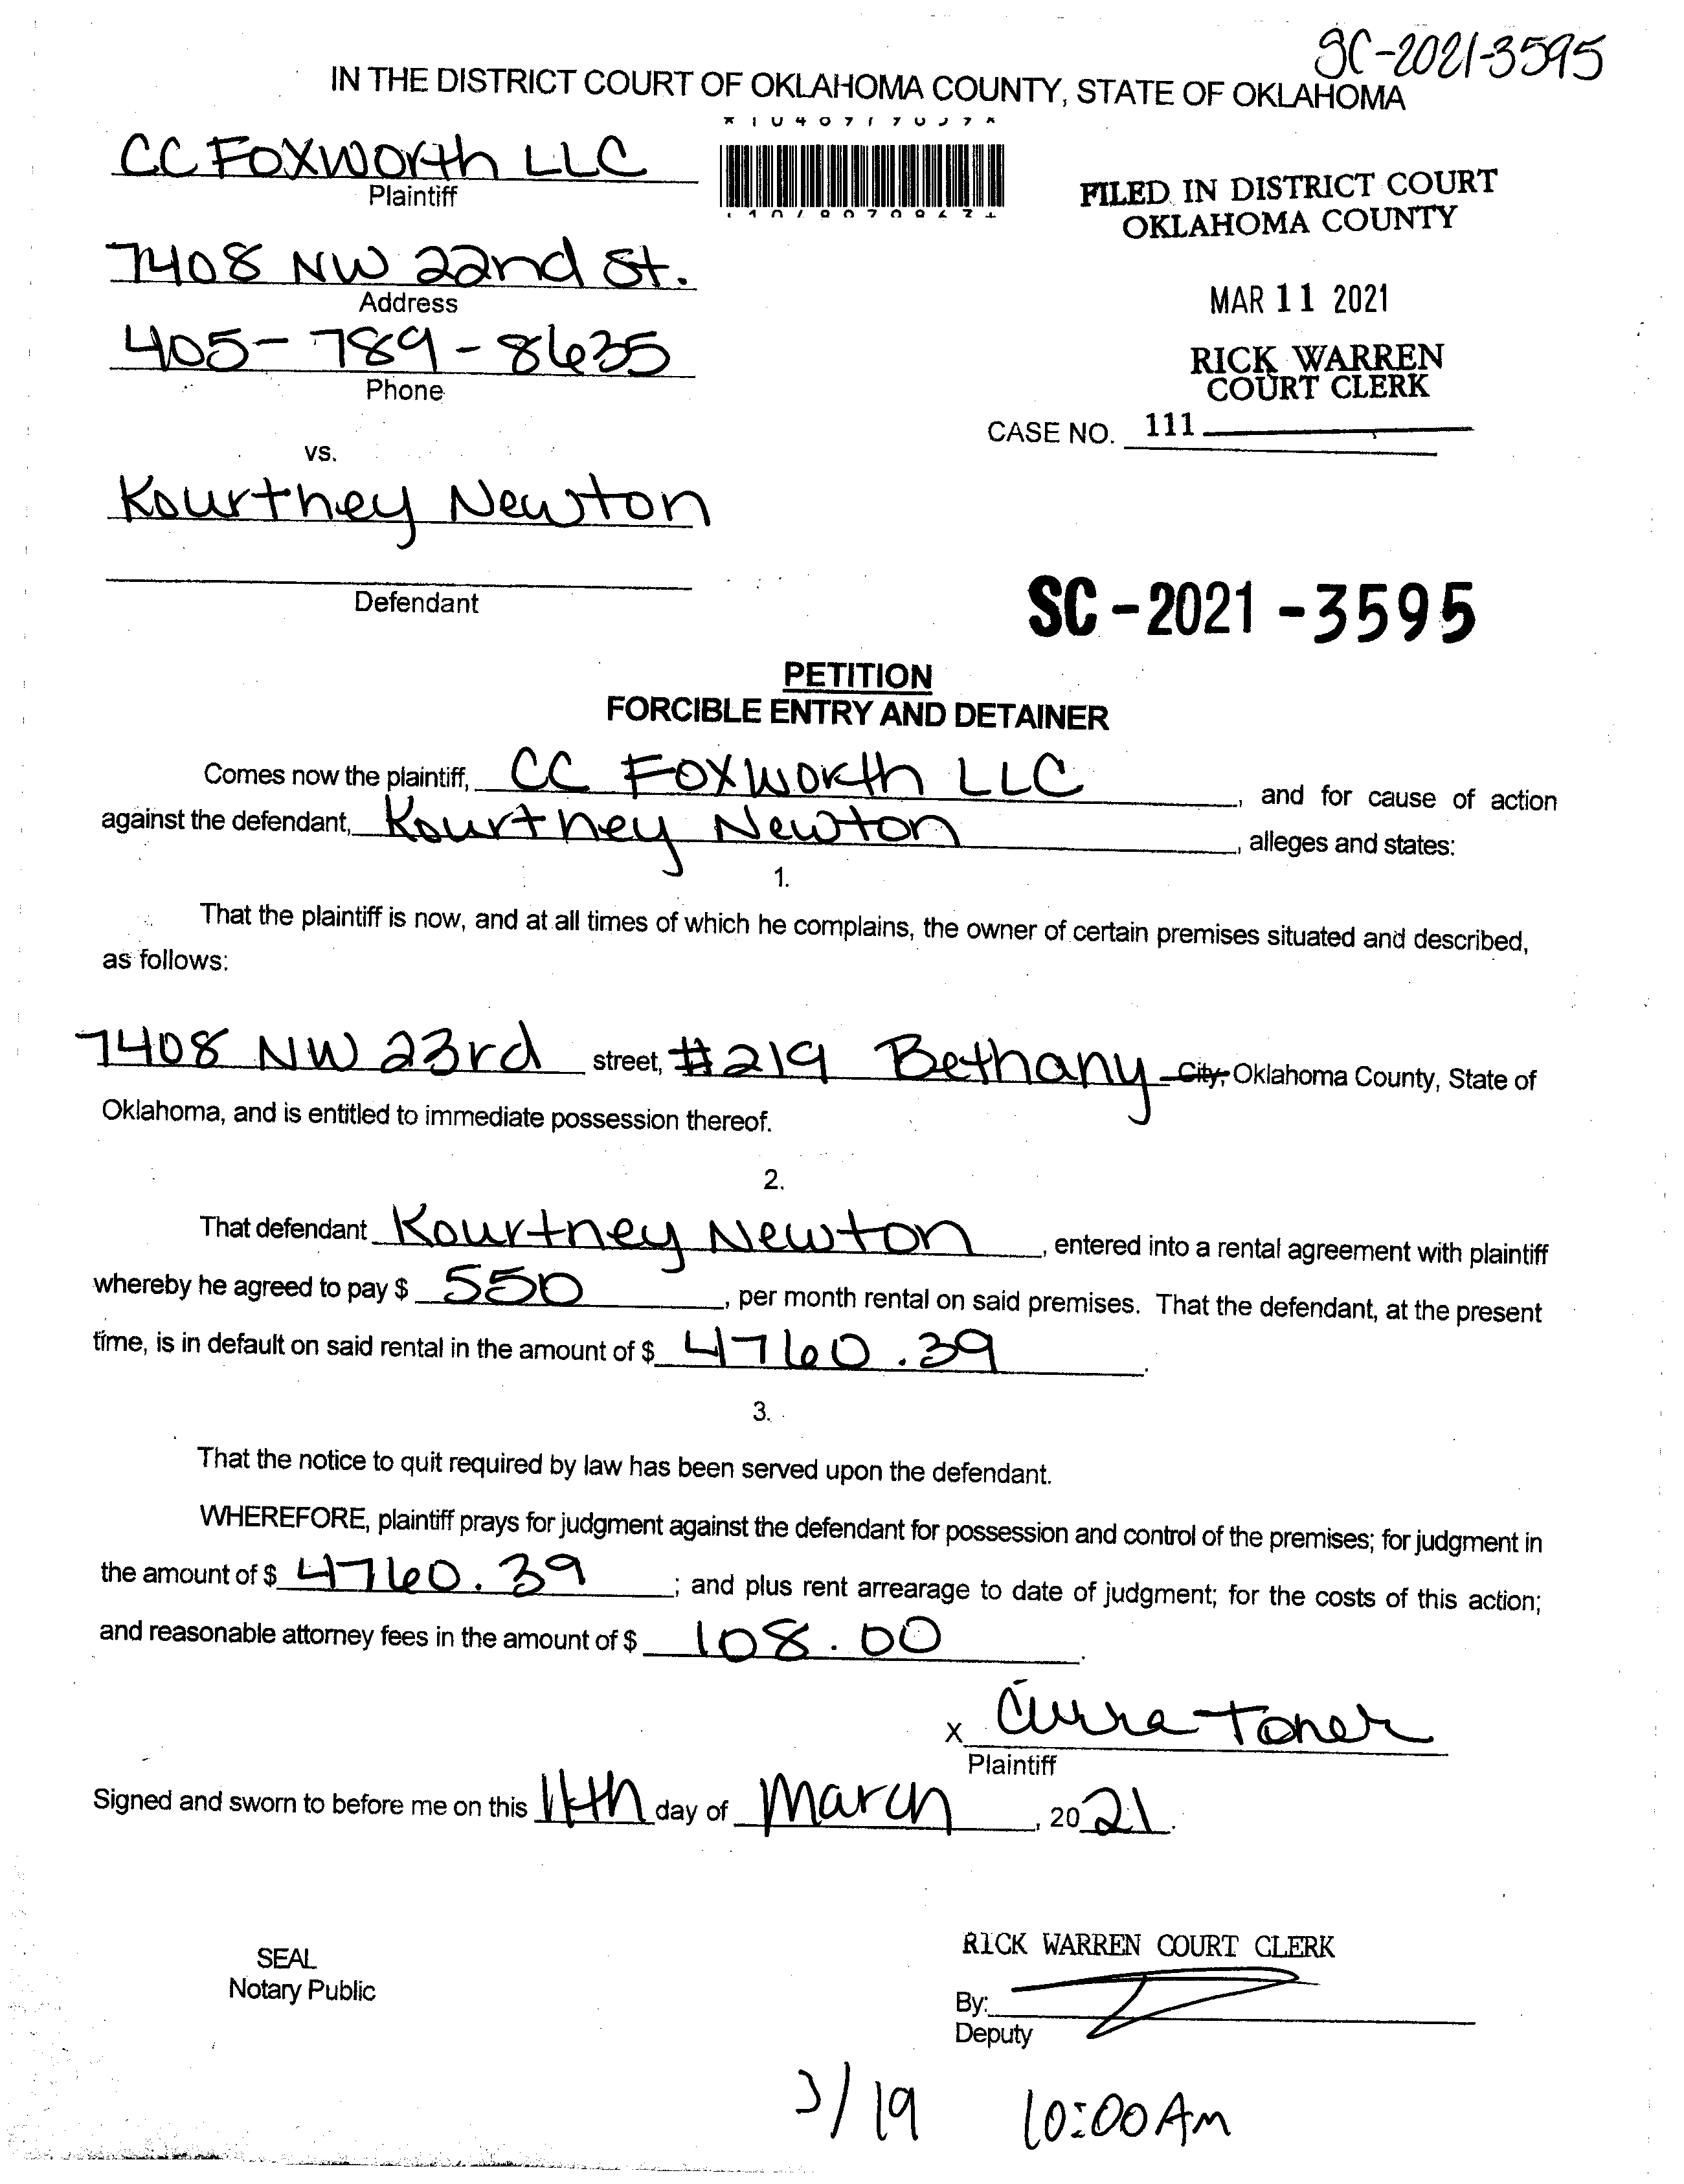 SC-2021-3595
IN THE DISTRICT COURT OF OKLAHOMA COUNTY, STATE OF OKLAHOMA
CC Foxworth LLC
Plaintiff
FILED IN DISTRICT COURT
OKLAHOMA COUNTY
7408 NW 22nd St.
Address
MAR 11 2021
405-789-8635
Phone
RICK WARREN
COURT CLERK
CASE NO. 111
vs.
Kourtney Newton
Defendant
SC-2021-3595
PETITION
FORCIBLE ENTRY AND DETAINER
Comes now the plaintiff, CC Foxworth LLC, and for cause of action
against the defendant, Kourtney Newton, alleges and states:
1.
That the plaintiff is now, and at all times of which he complains, the owner of certain premises situated and described,
as follows:
7408 NW 23rd street, #219 Bethany City, Oklahoma County, State of
Oklahoma, and is entitled to immediate possession thereof.
2.
That defendant Kourtney Newton, entered into a rental agreement with plaintiff
whereby he agreed to pay $ 550, per month rental on said premises. That the defendant, at the present
time, is in default on said rental in the amount of $ 4760.39.
3.
That the notice to quit required by law has been served upon the defendant.
WHEREFORE, plaintiff prays for judgment against the defendant for possession and control of the premises; for judgment in
the amount of $ 4760.39; and plus rent arrearage to date of judgment; for the costs of this action;
and reasonable attorney fees in the amount of $ 108.00.
X Toner
Plaintiff
Signed and sworn to before me on this 11th day of March, 2021.
RICK WARREN COURT CLERK
SEAL
Notary Public
By:
Deputy
3/19 10:00 AM